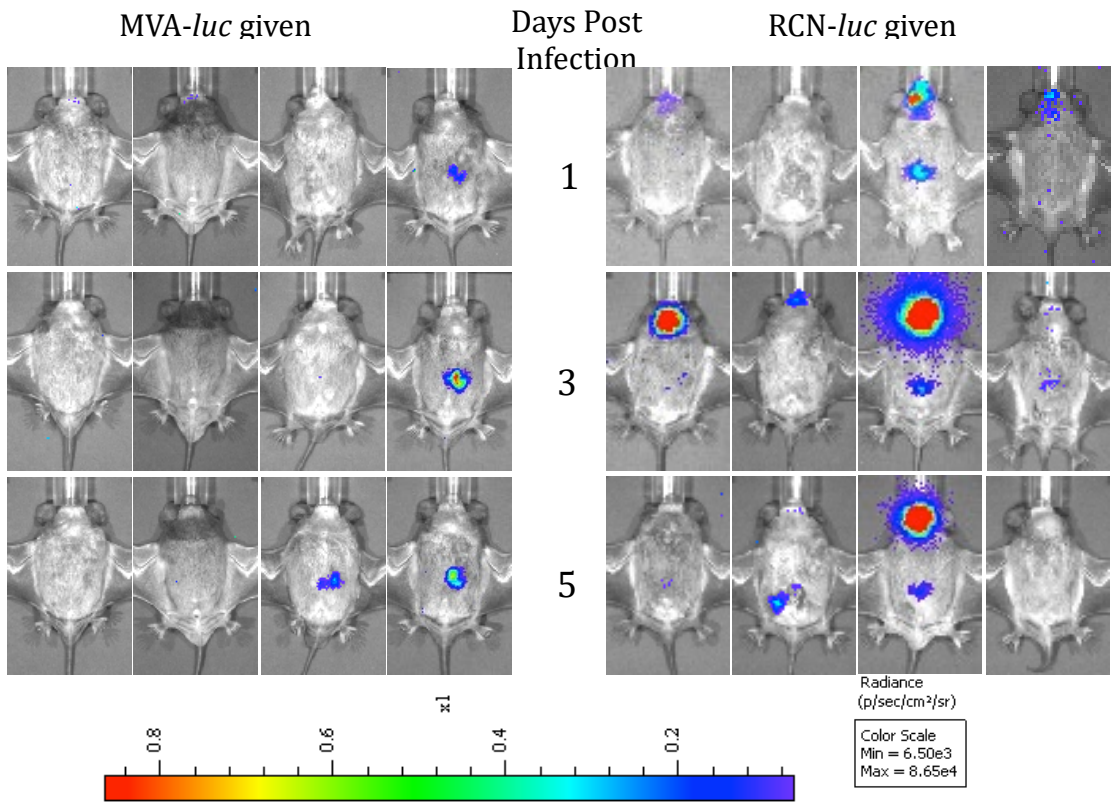 MVA-luc given
Days Post
Infection
RCN-luc given
1
3
5
Radiance
(p/sec/cm²/sr)
Color Scale
Min = 6.50e3
Max = 8.65e4
x1
0.8
0.6
0.4
0.2